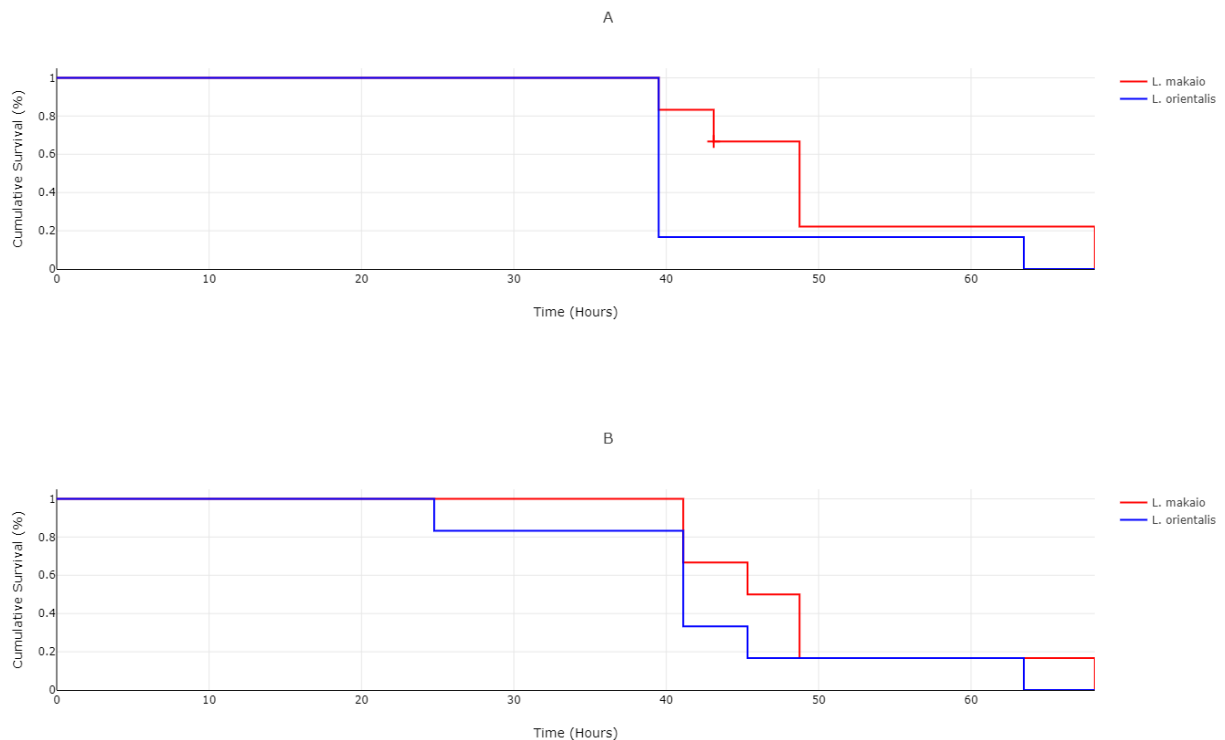 A
Cumulative Survival (%)
1
0.8
0.6
0.4
0.2
0
0 10 20 30 40 50 60
Time (Hours)
L. makaio
L. orientalis
B
Cumulative Survival (%)
1
0.8
0.6
0.4
0.2
0
0 10 20 30 40 50 60
Time (Hours)
L. makaio
L. orientalis